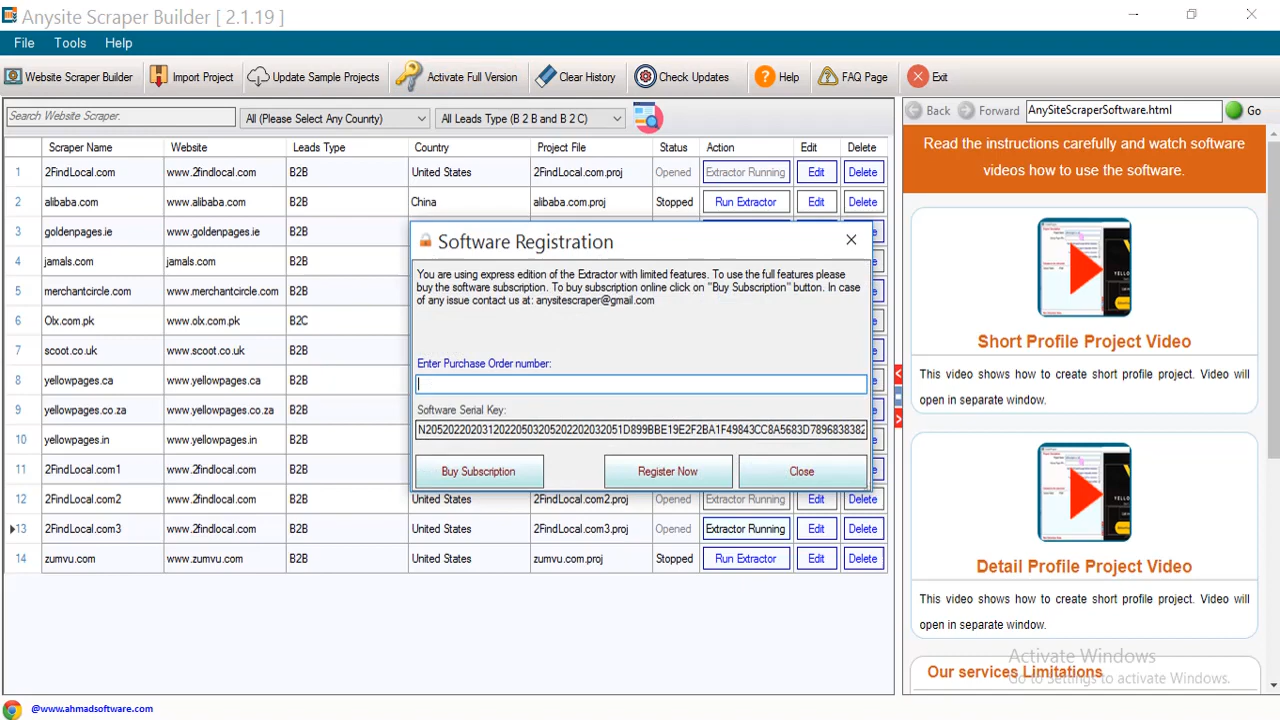 Anysite Scraper Builder [ 2.1.19 ]
File Tools Help
Website Scraper Builder Import Project Update Sample Projects Activate Full Version Clear History Check Updates Help FAQ Page Exit
Search Website Scraper. All (Please Select Any Country) All Leads Type (B 2 B and B 2 C)
Back Forward AnySiteScraperSoftware.html Go
Scraper Name Website Leads Type Country Project File Status Action Edit Delete
1 2FindLocal.com www.2findlocal.com B2B United States 2FindLocal.com.proj Opened Extractor Running Edit Delete
2 alibaba.com www.alibaba.com B2B China alibaba.com.proj Stopped Run Extractor Edit Delete
3 goldenpages.ie www.goldenpages.ie B2B
4 jamals.com jamals.com B2B
5 merchantcircle.com www.merchantcircle.com B2B
6 Olx.com.pk www.olx.com.pk B2C
7 scoot.co.uk www.scoot.co.uk B2B
8 yellowpages.ca www.yellowpages.ca B2B
9 yellowpages.co.za www.yellowpages.co.za B2B
10 yellowpages.in www.yellowpages.in B2B
11 2FindLocal.com1 www.2findlocal.com B2B
12 2FindLocal.com2 www.2findlocal.com B2B United States 2FindLocal.com2.proj Opened Extractor Running Edit Delete
13 2FindLocal.com3 www.2findlocal.com B2B United States 2FindLocal.com3.proj Opened Extractor Running Edit Delete
14 zumvu.com www.zumvu.com B2B United States zumvu.com.proj Stopped Run Extractor Edit Delete
Software Registration
You are using express edition of the Extractor with limited features. To use the full features please
buy the software subscription. To buy subscription online click on "Buy Subscription" button. In case
of any issue contact us at: anysitescraper@gmail.com
Enter Purchase Order number:
Software Serial Key:
N20520220203120220503205202202032051D899BBE19E2F2BA1F49843CC8A5683D7896838382
Buy Subscription Register Now Close
Read the instructions carefully and watch software
videos how to use the software.
Short Profile Project Video
This video shows how to create short profile project. Video will
open in separate window.
Detail Profile Project Video
This video shows how to create short profile project. Video will
open in separate window.
Our services Limitations
Activate Windows
Go to Settings to activate Windows.
@www.ahmadsoftware.com